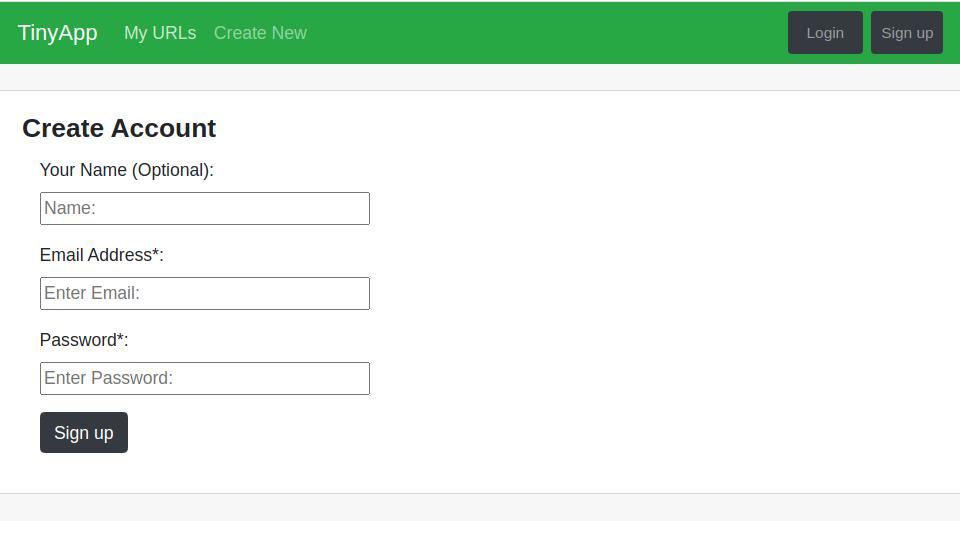 TinyApp My URLs Create New Login Sign up
Create Account
Your Name (Optional):
Name:
Email Address*:
Enter Email:
Password*:
Enter Password:
Sign up